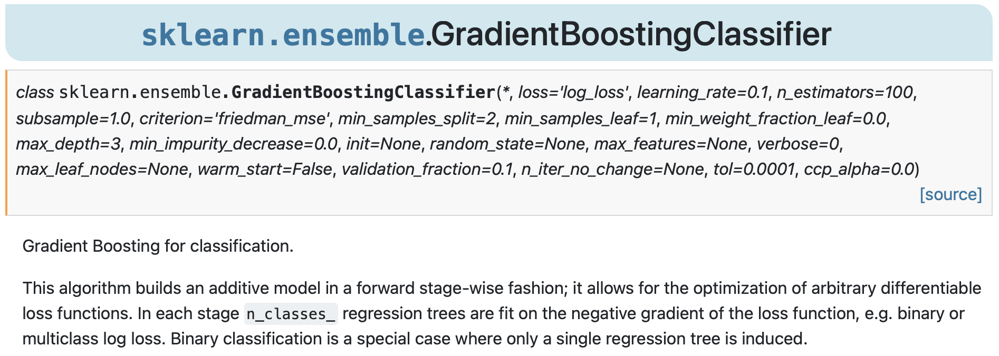 sklearn.ensemble.GradientBoostingClassifier
class sklearn.ensemble.GradientBoostingClassifier(*, loss='log_loss', learning_rate=0.1, n_estimators=100,
subsample=1.0, criterion='friedman_mse', min_samples_split=2, min_samples_leaf=1, min_weight_fraction_leaf=0.0,
max_depth=3, min_impurity_decrease=0.0, init=None, random_state=None, max_features=None, verbose=0,
max_leaf_nodes=None, warm_start=False, validation_fraction=0.1, n_iter_no_change=None, tol=0.0001, ccp_alpha=0.0)
[source]
Gradient Boosting for classification.
This algorithm builds an additive model in a forward stage-wise fashion; it allows for the optimization of arbitrary differentiable
loss functions. In each stage n_classes_ regression trees are fit on the negative gradient of the loss function, e.g. binary or
multiclass log loss. Binary classification is a special case where only a single regression tree is induced.